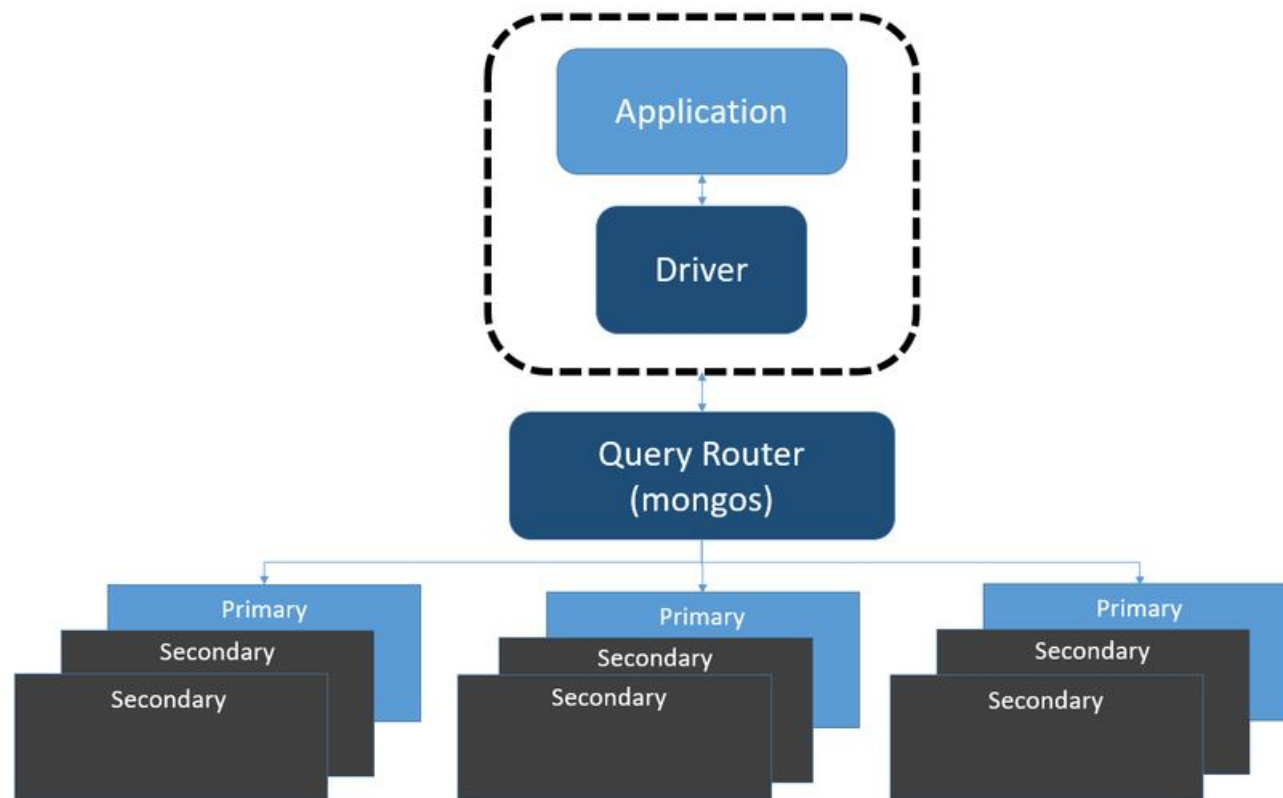 Application
Driver
Query Router
(mongos)
Primary
Secondary
Secondary
Primary
Secondary
Secondary
Primary
Secondary
Secondary